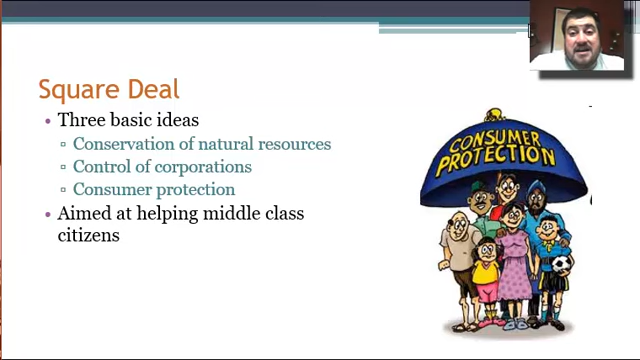 Square Deal
• Three basic ideas
▫ Conservation of natural resources
▫ Control of corporations
▫ Consumer protection
• Aimed at helping middle class
citizens
CONSUMER
PROTECTION